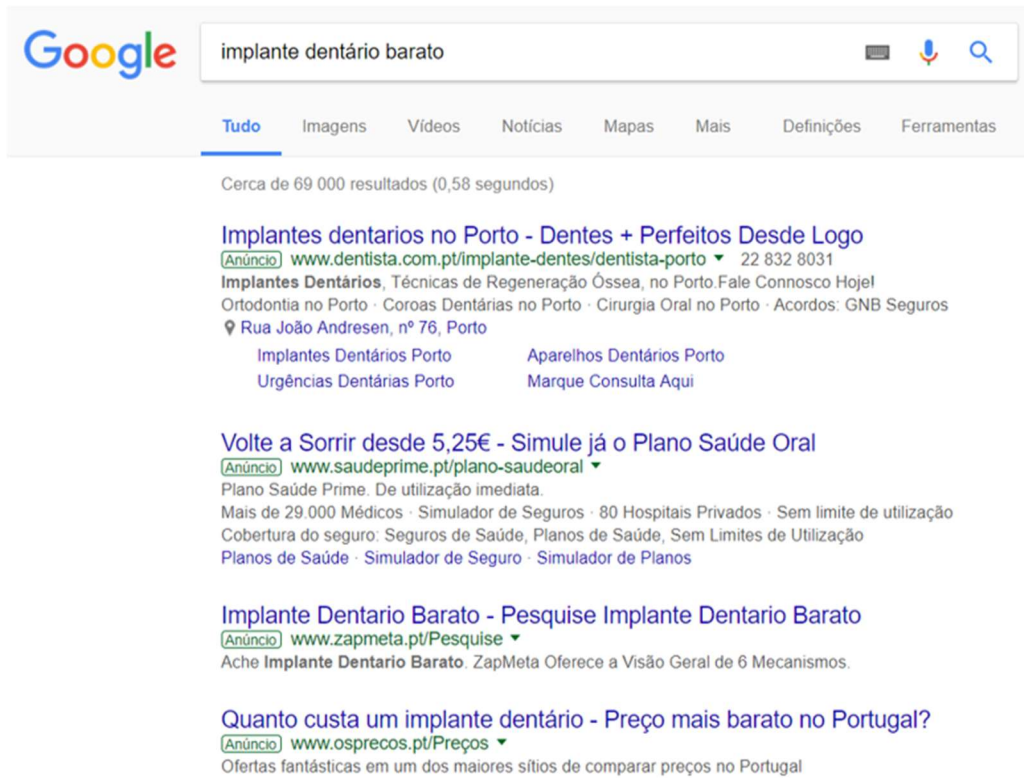 Google
implante dentário barato
Tudo Imagens Vídeos Notícias Mapas Mais Definições Ferramentas
Cerca de 69 000 resultados (0,58 segundos)
Implantes dentarios no Porto - Dentes + Perfeitos Desde Logo
Anúncio www.dentista.com.pt/implante-dentes/dentista-porto 22 832 8031
Implantes Dentários, Técnicas de Regeneração Óssea, no Porto.Fale Connosco Hoje!
Ortodontia no Porto · Coroas Dentárias no Porto · Cirurgia Oral no Porto · Acordos: GNB Seguros
Rua João Andresen, nº 76, Porto
Implantes Dentários Porto Aparelhos Dentários Porto
Urgências Dentárias Porto Marque Consulta Aqui
Volte a Sorrir desde 5,25€ - Simule já o Plano Saúde Oral
Anúncio www.saudeprime.pt/plano-saudeoral
Plano Saúde Prime. De utilização imediata.
Mais de 29.000 Médicos · Simulador de Seguros · 80 Hospitais Privados · Sem limite de utilização
Cobertura do seguro: Seguros de Saúde, Planos de Saúde, Sem Limites de Utilização
Planos de Saúde · Simulador de Seguro · Simulador de Planos
Implante Dentario Barato - Pesquise Implante Dentario Barato
Anúncio www.zapmeta.pt/Pesquise
Ache Implante Dentario Barato. ZapMeta Oferece a Visão Geral de 6 Mecanismos.
Quanto custa um implante dentário - Preço mais barato no Portugal?
Anúncio www.osprecos.pt/Preços
Ofertas fantásticas em um dos maiores sítios de comparar preços no Portugal